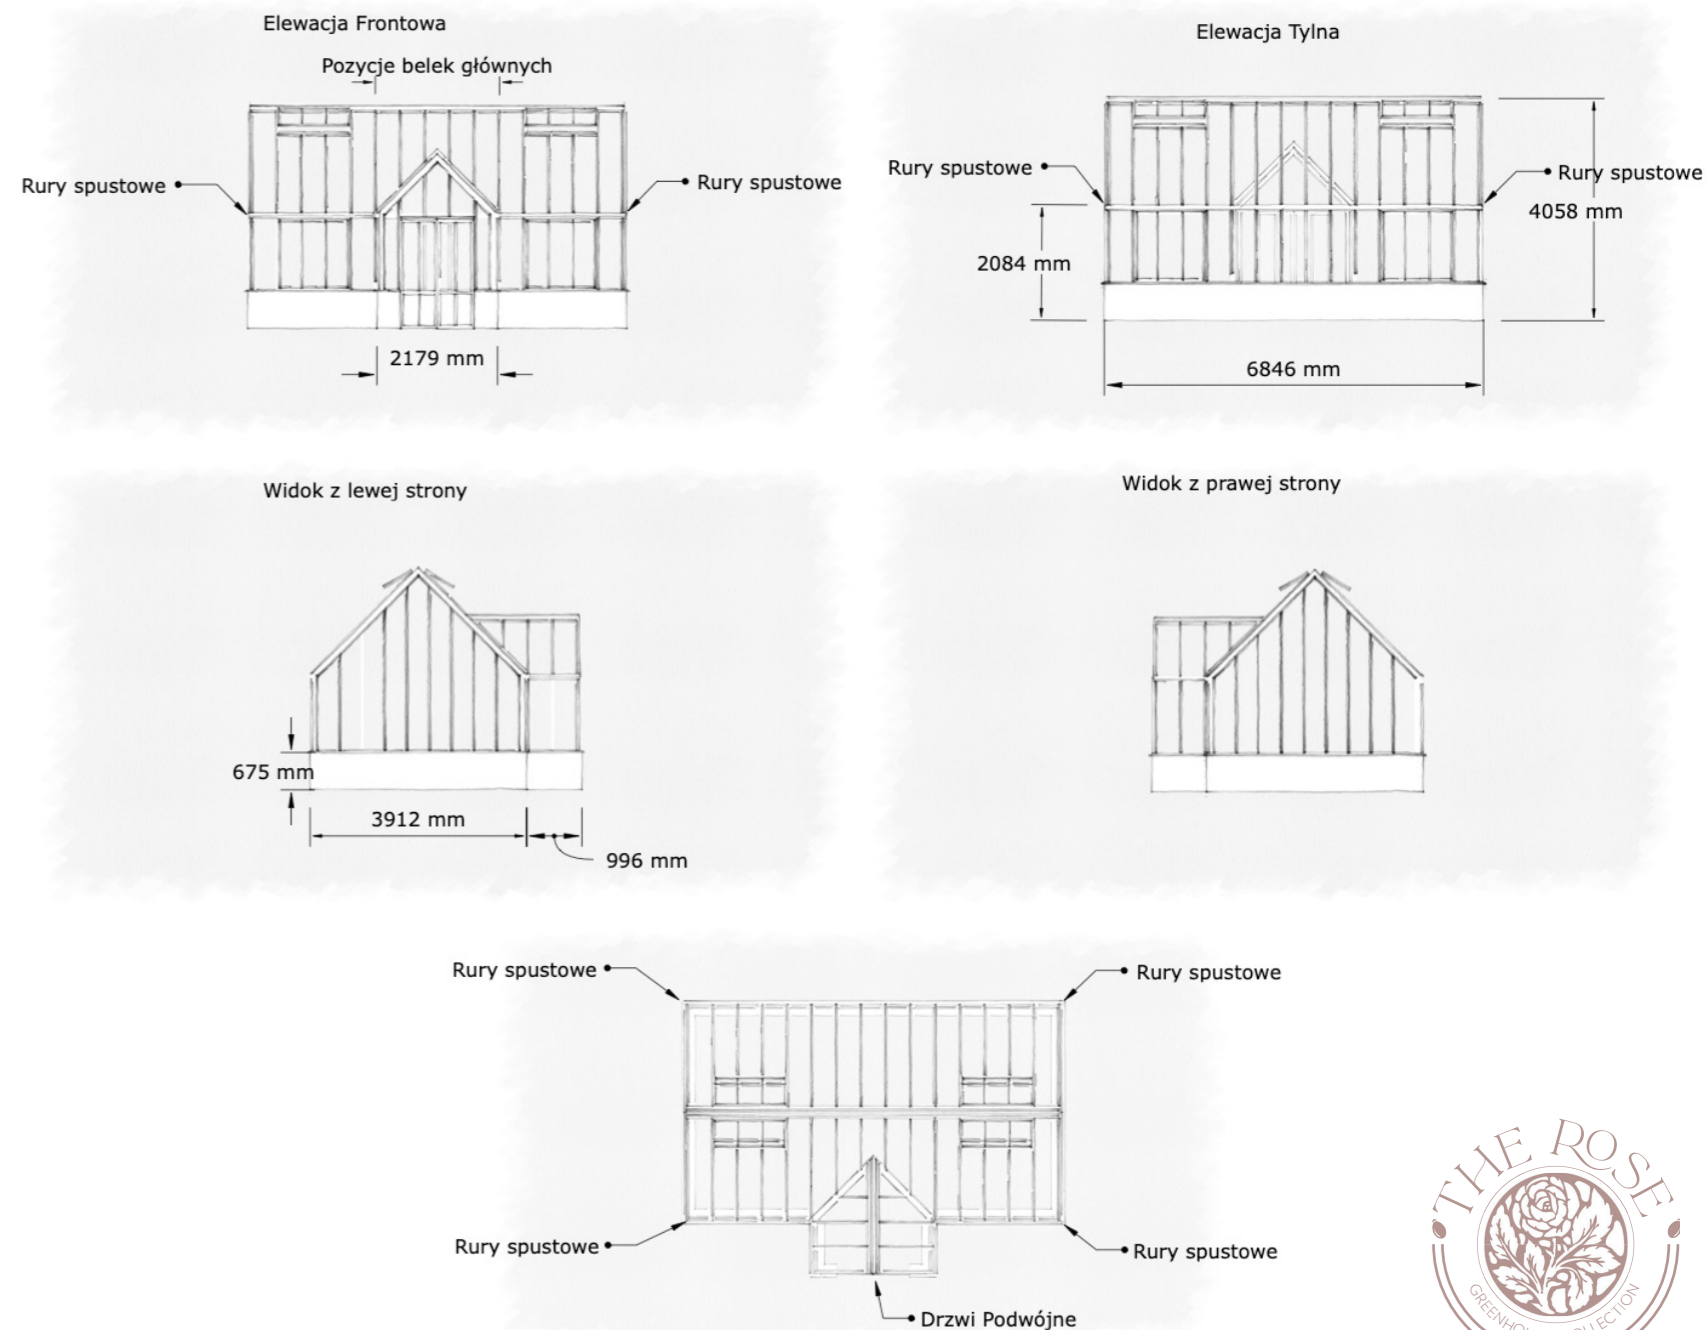 Elewacja Frontowa
Pozycje belek głównych
Rury spustowe
Rury spustowe
2179 mm
Elewacja Tylna
Rury spustowe
Rury spustowe
4058 mm
2084 mm
6846 mm
Widok z lewej strony
675 mm
3912 mm
996 mm
Widok z prawej strony
Rury spustowe
Rury spustowe
Rury spustowe
Rury spustowe
Drzwi Podwójne
THE ROSE